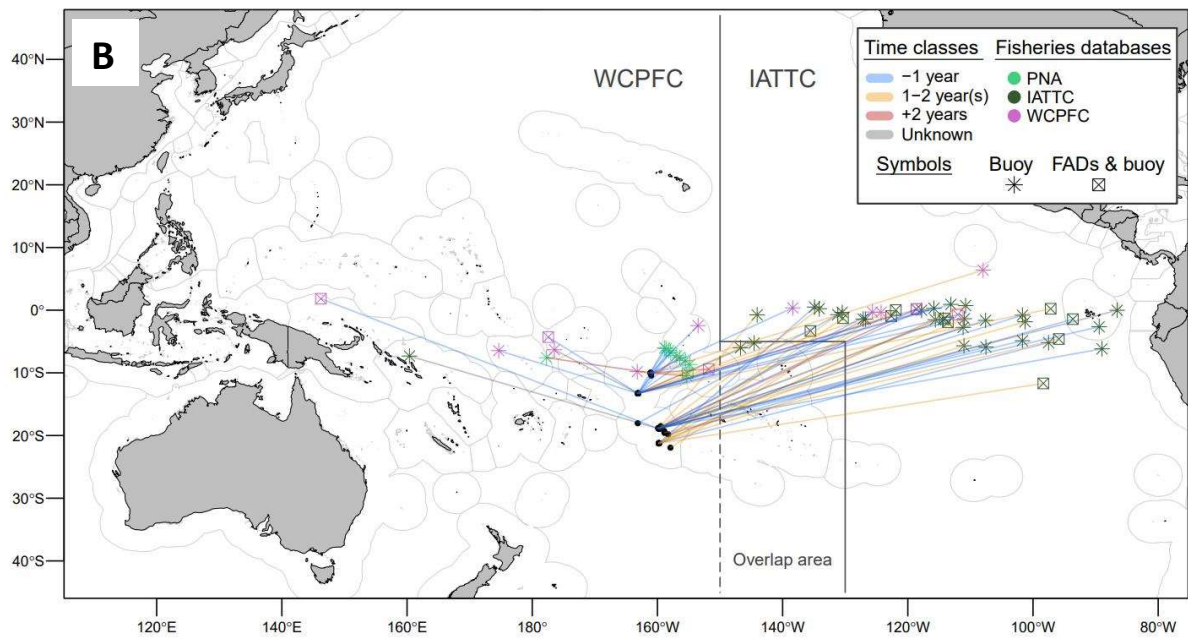 B
WCPFC
IATTC
Time classes
−1 year
1−2 year(s)
+2 years
Unknown
Fisheries databases
PNA
IATTC
WCPFC
Symbols
Buoy
FADs & buoy
Overlap area
40°N
30°N
20°N
10°N
0°
10°S
20°S
30°S
40°S
120°E
140°E
160°E
180°
160°W
140°W
120°W
100°W
80°W